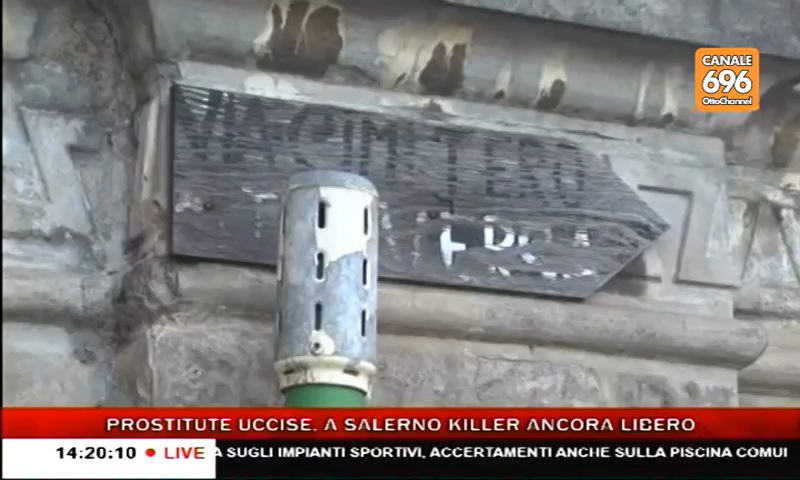 CANALE
696
OttoChannel
VIA CIMITERO
PROSTITUTE UCCISE. A SALERNO KILLER ANCORA LIBERO
14:20:10 • LIVE A SUGLI IMPIANTI SPORTIVI, ACCERTAMENTI ANCHE SULLA PISCINA COMUI